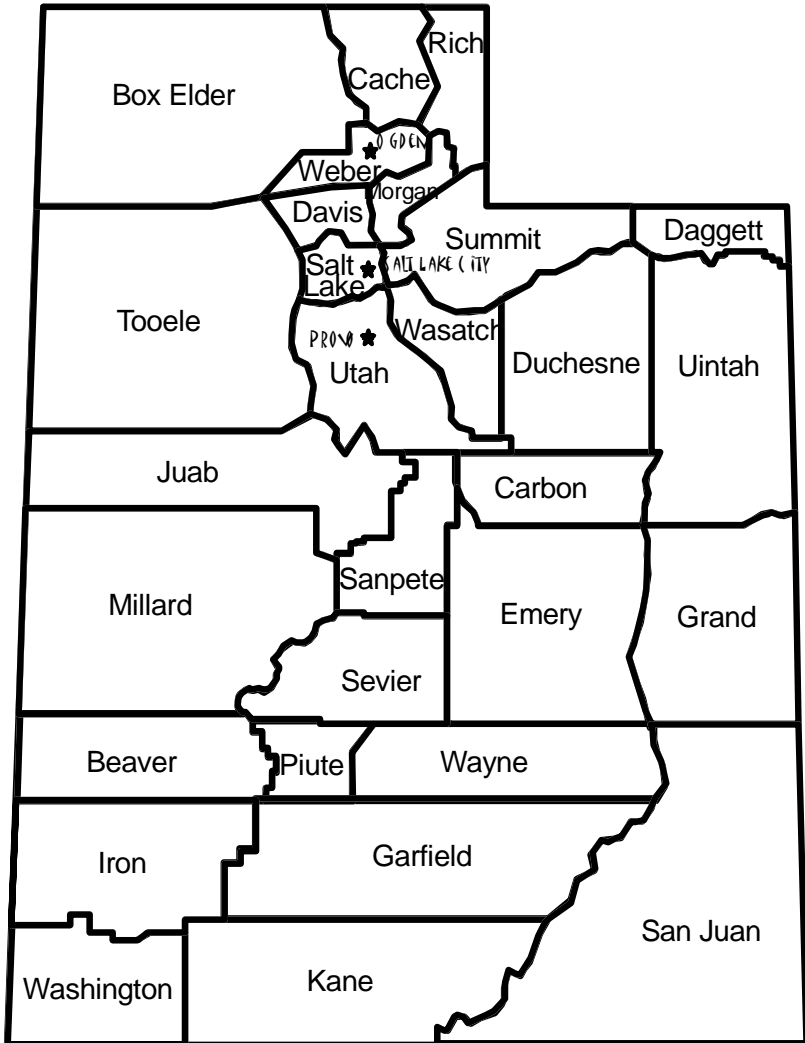 Rich
Cache
Box Elder
OGDEN
Weber
Morgan
Davis
Summit
Daggett
Salt
Lake
SALT LAKE CITY
Tooele
PROVO
Wasatch
Utah
Duchesne
Uintah
Juab
Carbon
Sanpete
Millard
Emery
Grand
Sevier
Beaver
Piute
Wayne
Iron
Garfield
San Juan
Washington
Kane